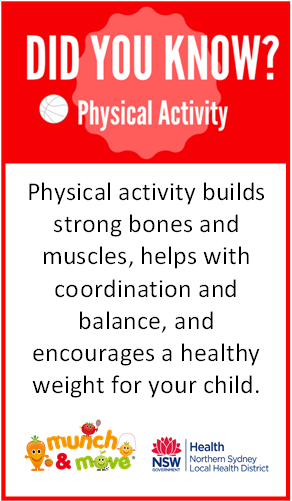 DID YOU KNOW?
Physical Activity
Physical activity builds
strong bones and
muscles, helps with
coordination and
balance, and
encourages a healthy
weight for your child.
munch
& move
NSW
GOVERNMENT
Health
Northern Sydney
Local Health District